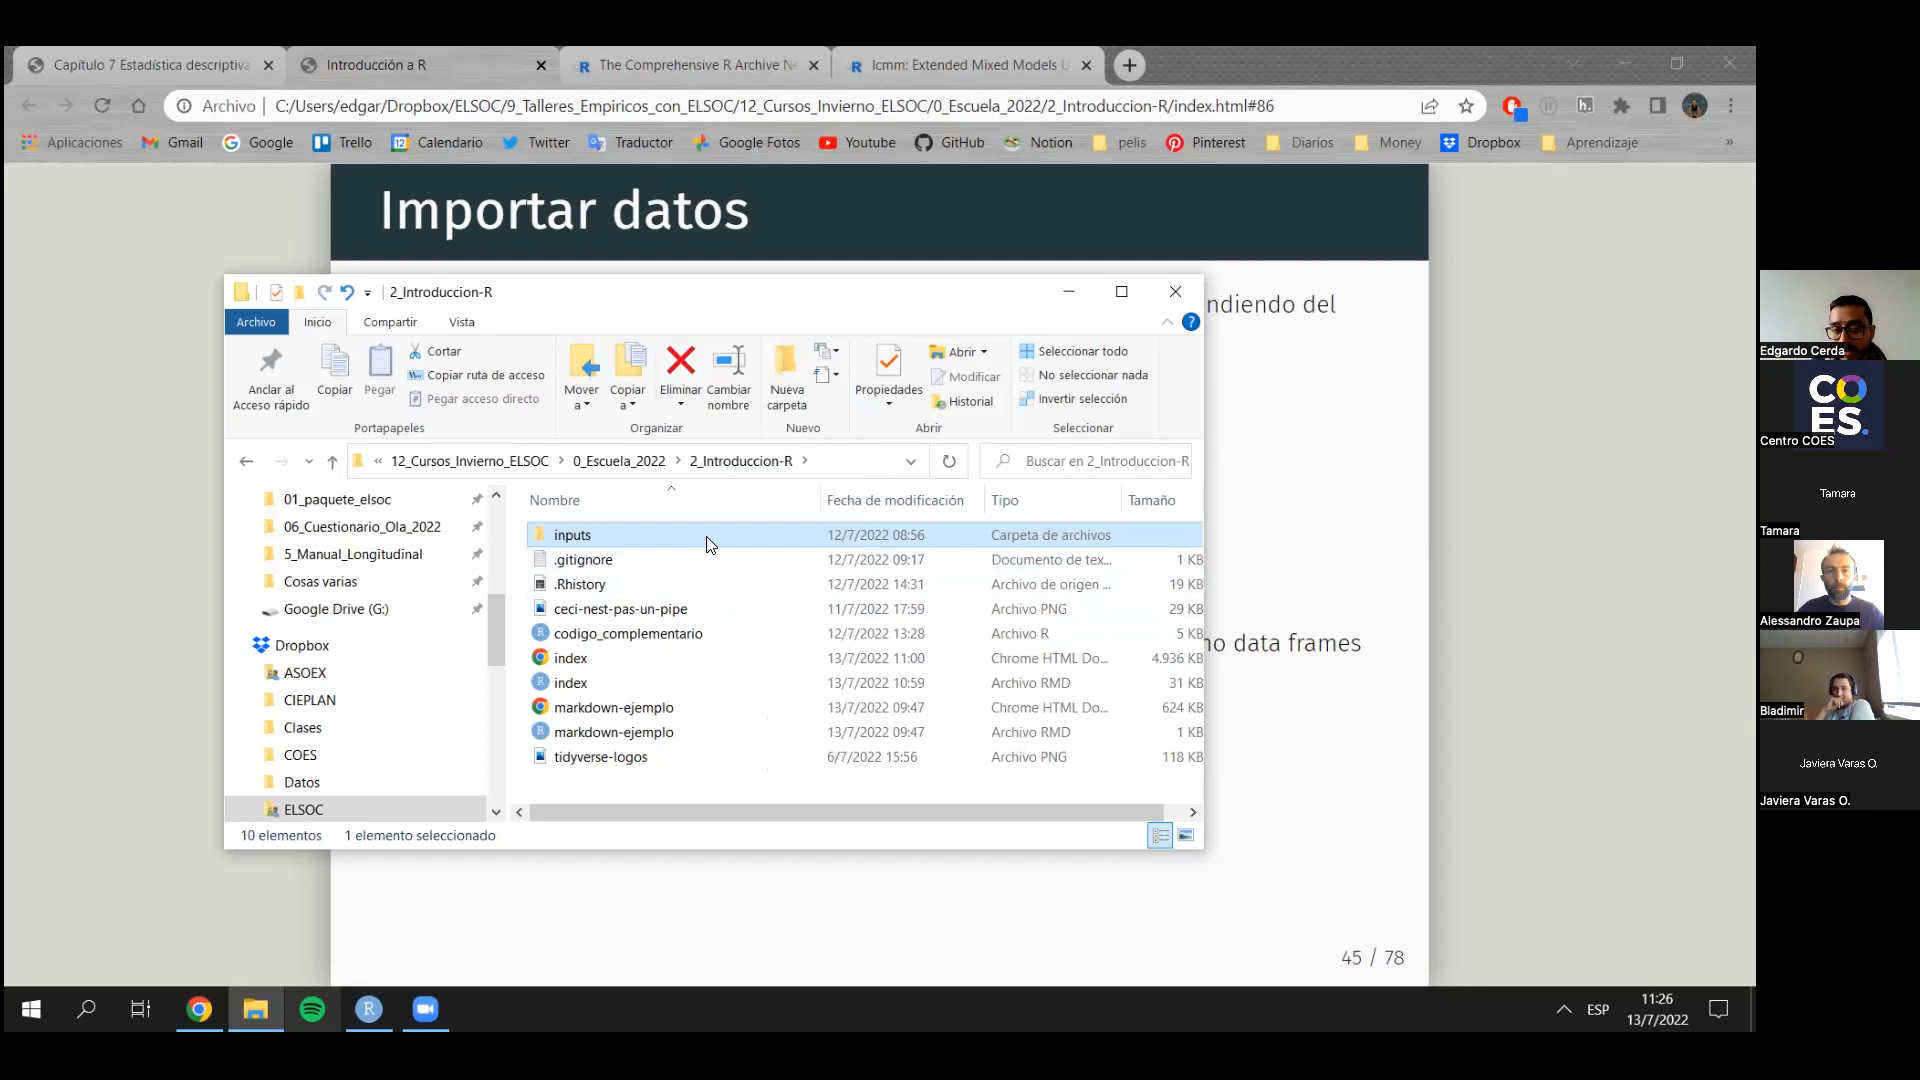 Capítulo 7 Estadística descriptiva
Introducción a R
The Comprehensive R Archive Ne
lcmm: Extended Mixed Models U
Archivo
C:/Users/edgar/Dropbox/ELSOC/9_Talleres_Empiricos_con_ELSOC/12_Cursos_Invierno_ELSOC/0_Escuela_2022/2_Introduccion-R/index.html#86
Aplicaciones
Gmail
Google
Trello
Calendario
Twitter
Traductor
Google Fotos
Youtube
GitHub
Notion
pelis
Pinterest
Diarios
Money
Dropbox
Aprendizaje
»
Importar datos
ndiendo del
no data frames
45 / 78
2_Introduccion-R
Archivo
Inicio
Compartir
Vista
Anclar al
Acceso rápido
Copiar
Pegar
Cortar
Copiar ruta de acceso
Pegar acceso directo
Portapapeles
Mover
a
Copiar
a
Eliminar
Cambiar
nombre
Organizar
Nueva
carpeta
Nuevo
Propiedades
Abrir
Modificar
Historial
Abrir
Seleccionar todo
No seleccionar nada
Invertir selección
Seleccionar
« 12_Cursos_Invierno_ELSOC > 0_Escuela_2022 > 2_Introduccion-R >
Buscar en 2_Introduccion-R
01_paquete_elsoc
06_Cuestionario_Ola_2022
5_Manual_Longitudinal
Cosas varias
Google Drive (G:)
Dropbox
ASOEX
CIEPLAN
Clases
COES
Datos
ELSOC
Nombre Fecha de modificación Tipo Tamaño
inputs 12/7/2022 08:56 Carpeta de archivos
.gitignore 12/7/2022 09:17 Documento de tex... 1 KB
.Rhistory 12/7/2022 14:31 Archivo de origen ... 19 KB
ceci-nest-pas-un-pipe 11/7/2022 17:59 Archivo PNG 29 KB
codigo_complementario 12/7/2022 13:28 Archivo R 5 KB
index 13/7/2022 11:00 Chrome HTML Do... 4.936 KB
index 13/7/2022 10:59 Archivo RMD 31 KB
markdown-ejemplo 13/7/2022 09:47 Chrome HTML Do... 624 KB
markdown-ejemplo 13/7/2022 09:47 Archivo RMD 1 KB
tidyverse-logos 6/7/2022 15:56 Archivo PNG 118 KB
10 elementos 1 elemento seleccionado
ESP
11:26
13/7/2022
Edgardo Cerda
COES.
Centro COES
Tamara
Tamara
Alessandro Zaupa
Bladimir
Javiera Varas O.
Javiera Varas O.